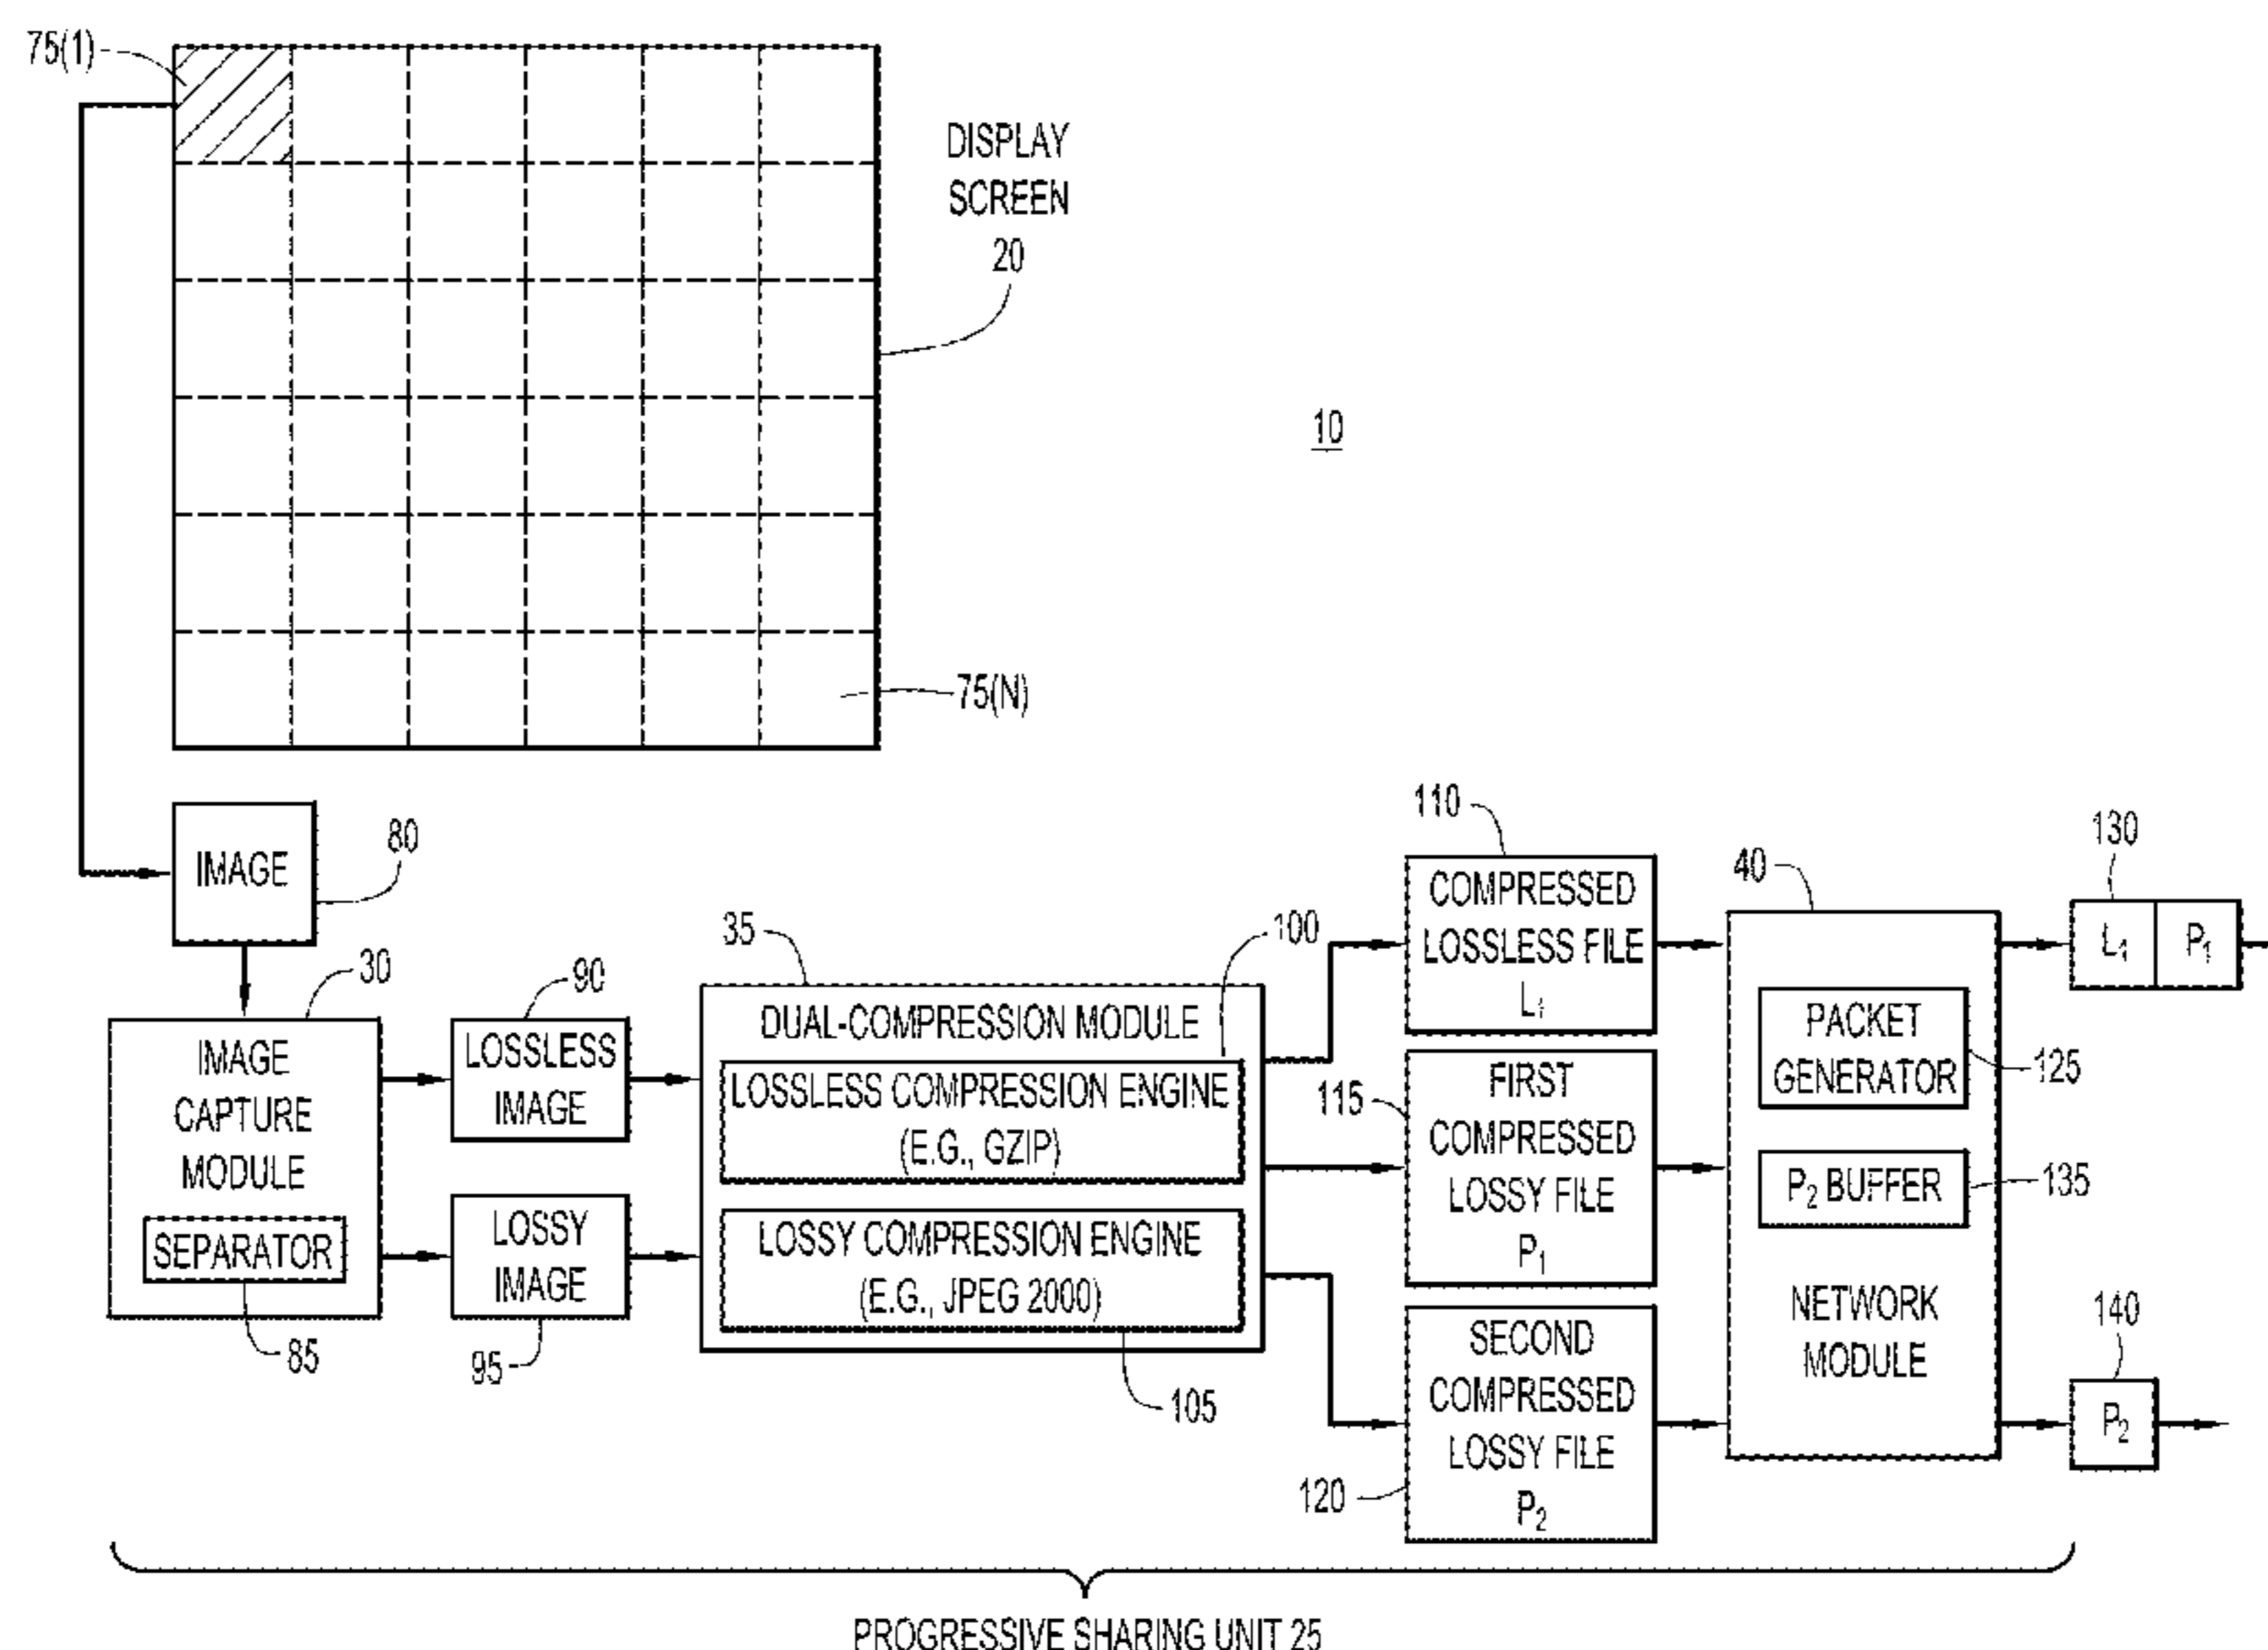 75(1)
DISPLAY
SCREEN
20
10
75(N)
IMAGE
80
30
IMAGE
CAPTURE
MODULE
SEPARATOR
85
90
LOSSLESS
IMAGE
LOSSY
IMAGE
95
35
100
DUAL-COMPRESSION MODULE
LOSSLESS COMPRESSION ENGINE
(E.G., GZIP)
LOSSY COMPRESSION ENGINE
(E.G., JPEG 2000)
105
110
COMPRESSED
LOSSLESS FILE
L₁
115
FIRST
COMPRESSED
LOSSY FILE
P₁
120
SECOND
COMPRESSED
LOSSY FILE
P₂
40
PACKET
GENERATOR
125
P₂ BUFFER
135
NETWORK
MODULE
130
L₁ P₁
140
P₂
PROGRESSIVE SHARING UNIT 25